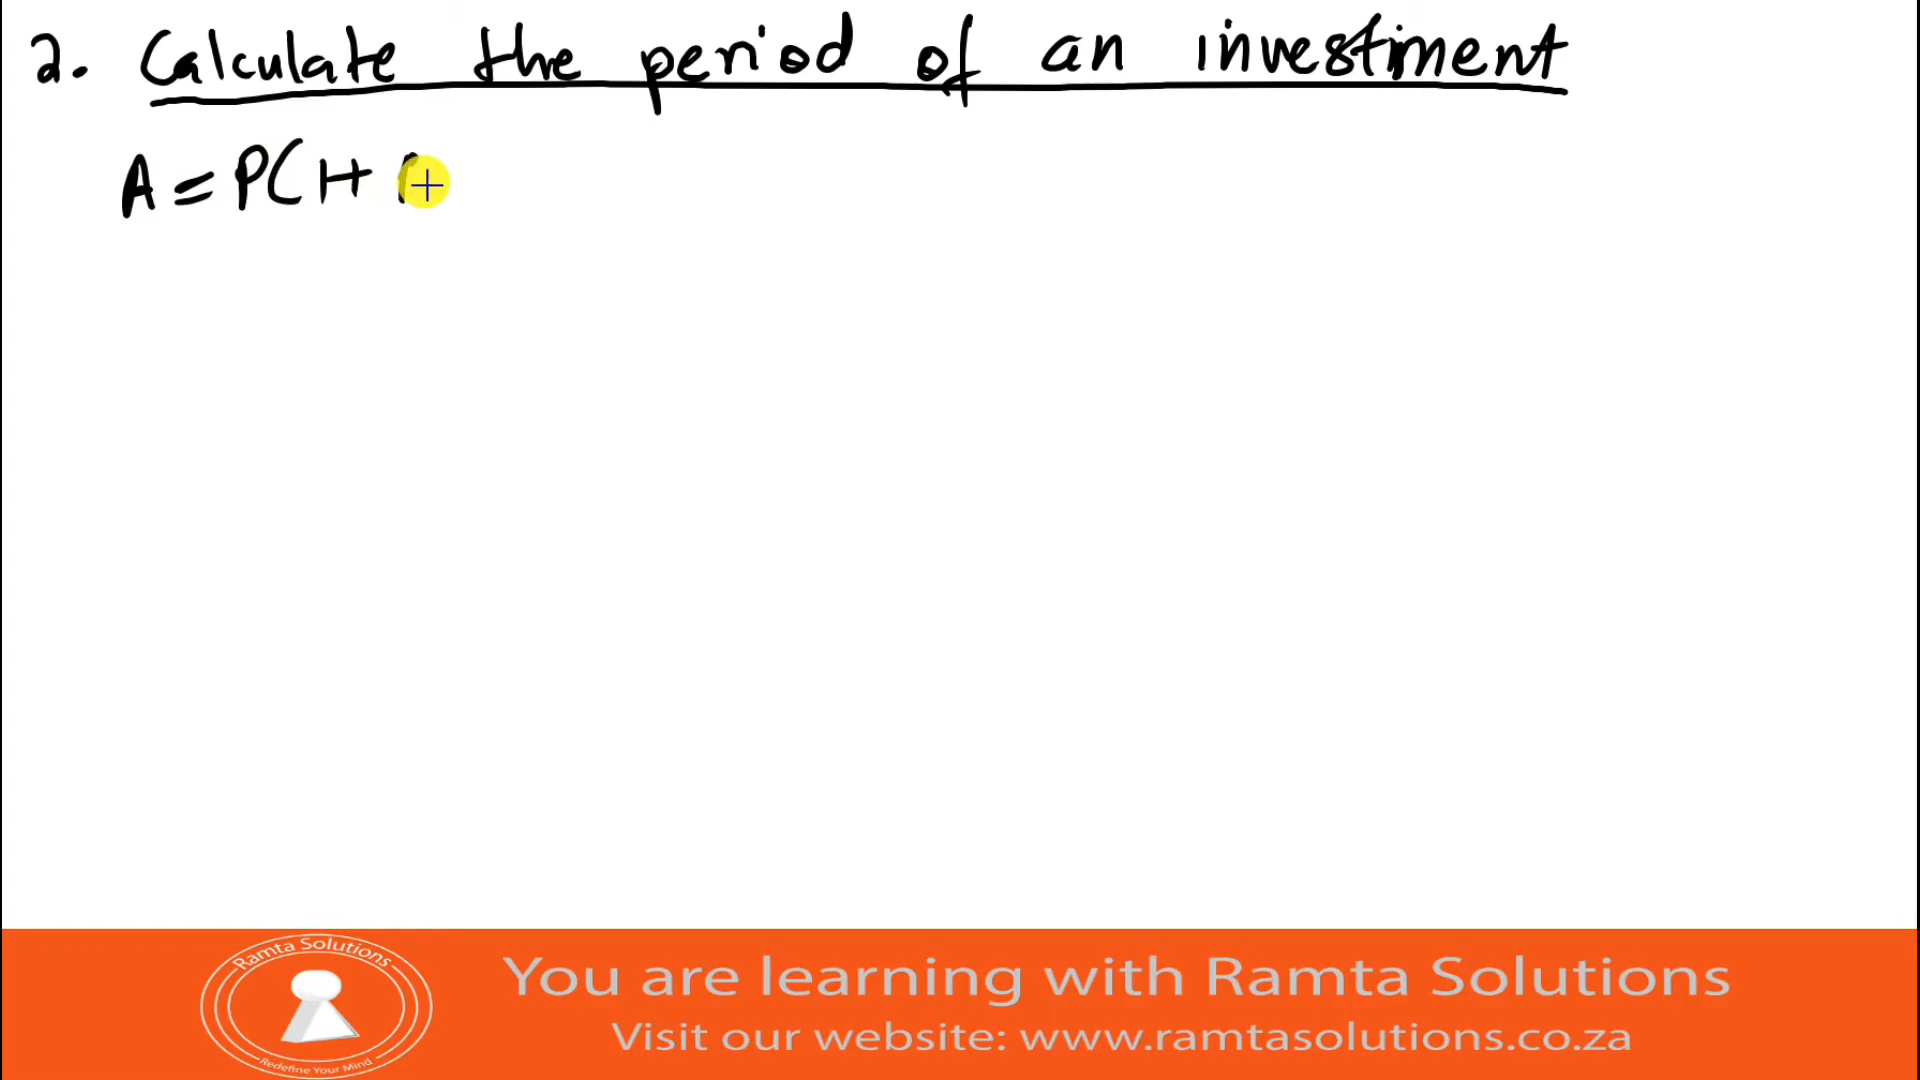 2. Calculate the period of an investment
A = P(1+
Ramta Solutions
Redefine Your Mind
You are learning with Ramta Solutions
Visit our website: www.ramtasolutions.co.za